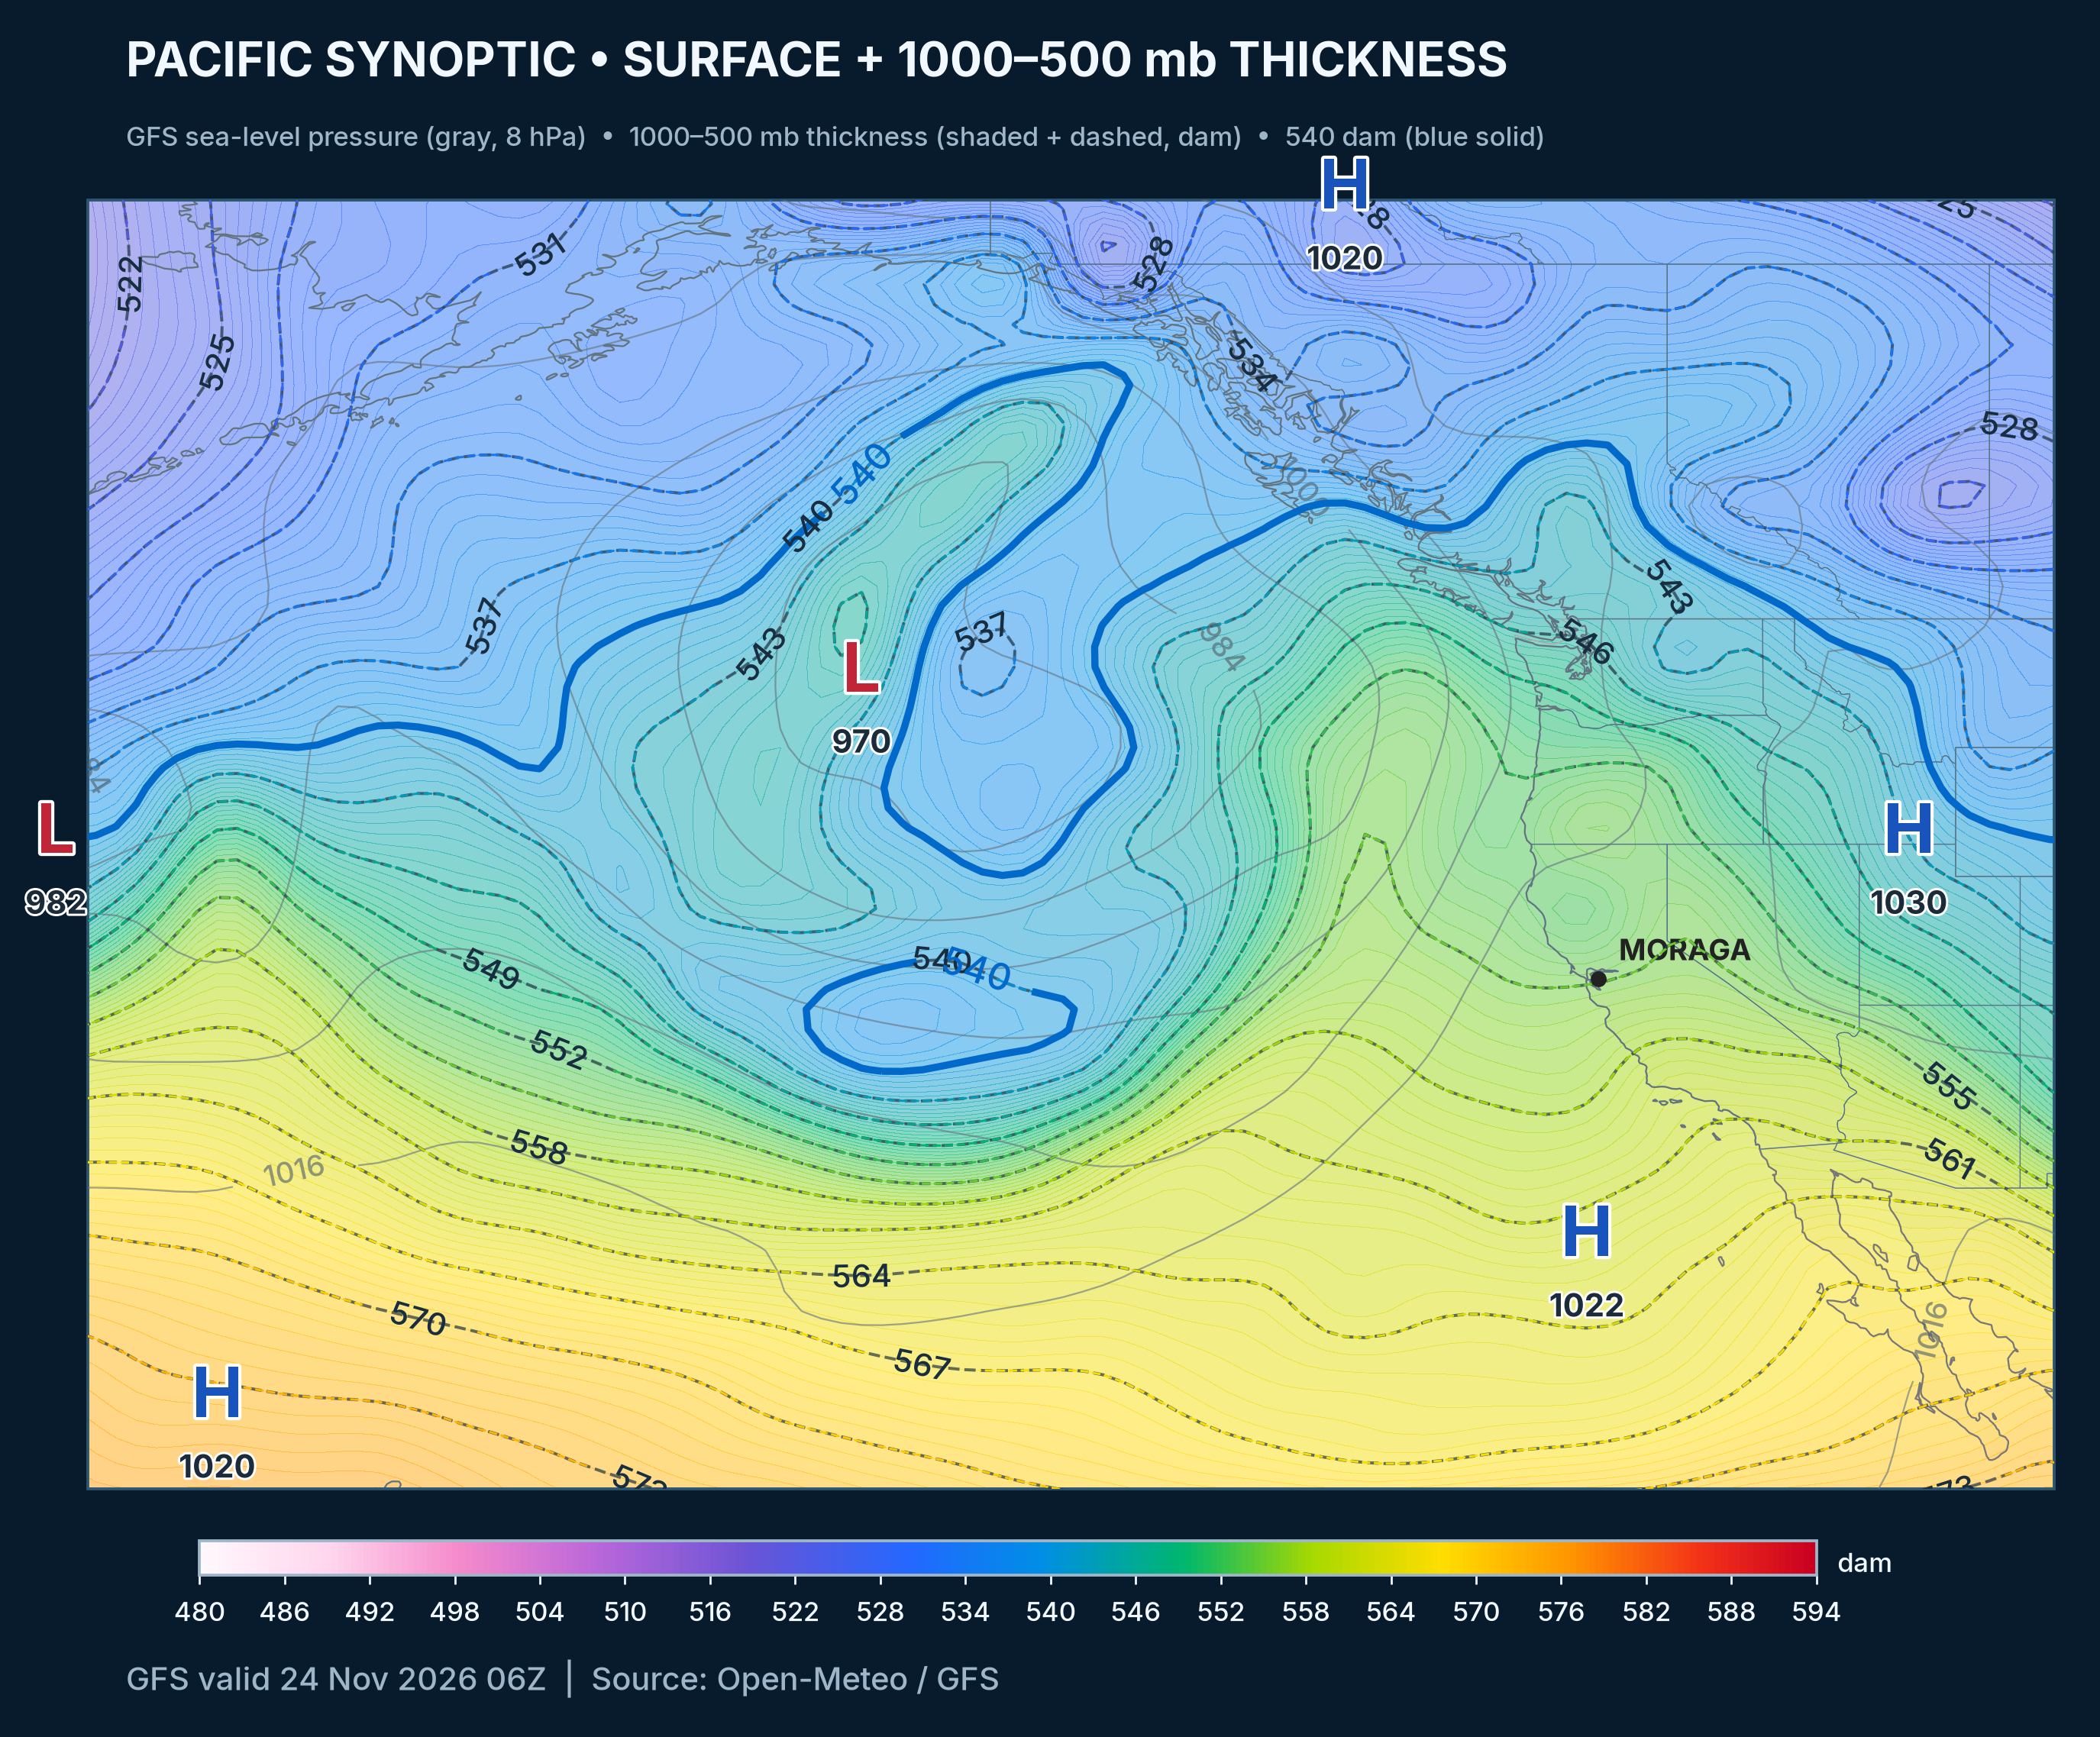 PACIFIC SYNOPTIC • SURFACE + 1000–500 mb THICKNESS
GFS sea-level pressure (gray, 8 hPa) • 1000–500 mb thickness (shaded + dashed, dam) • 540 dam (blue solid)
H
1020
522
525
531
528
534
528
540
540
1000
537
543
537
984
543
546
L
970
L
982
H
1030
MORAGA
549
540
540
552
555
558
561
1016
H
1022
564
570
567
1016
H
1020
573
dam
480 486 492 498 504 510 516 522 528 534 540 546 552 558 564 570 576 582 588 594
GFS valid 24 Nov 2026 06Z | Source: Open-Meteo / GFS